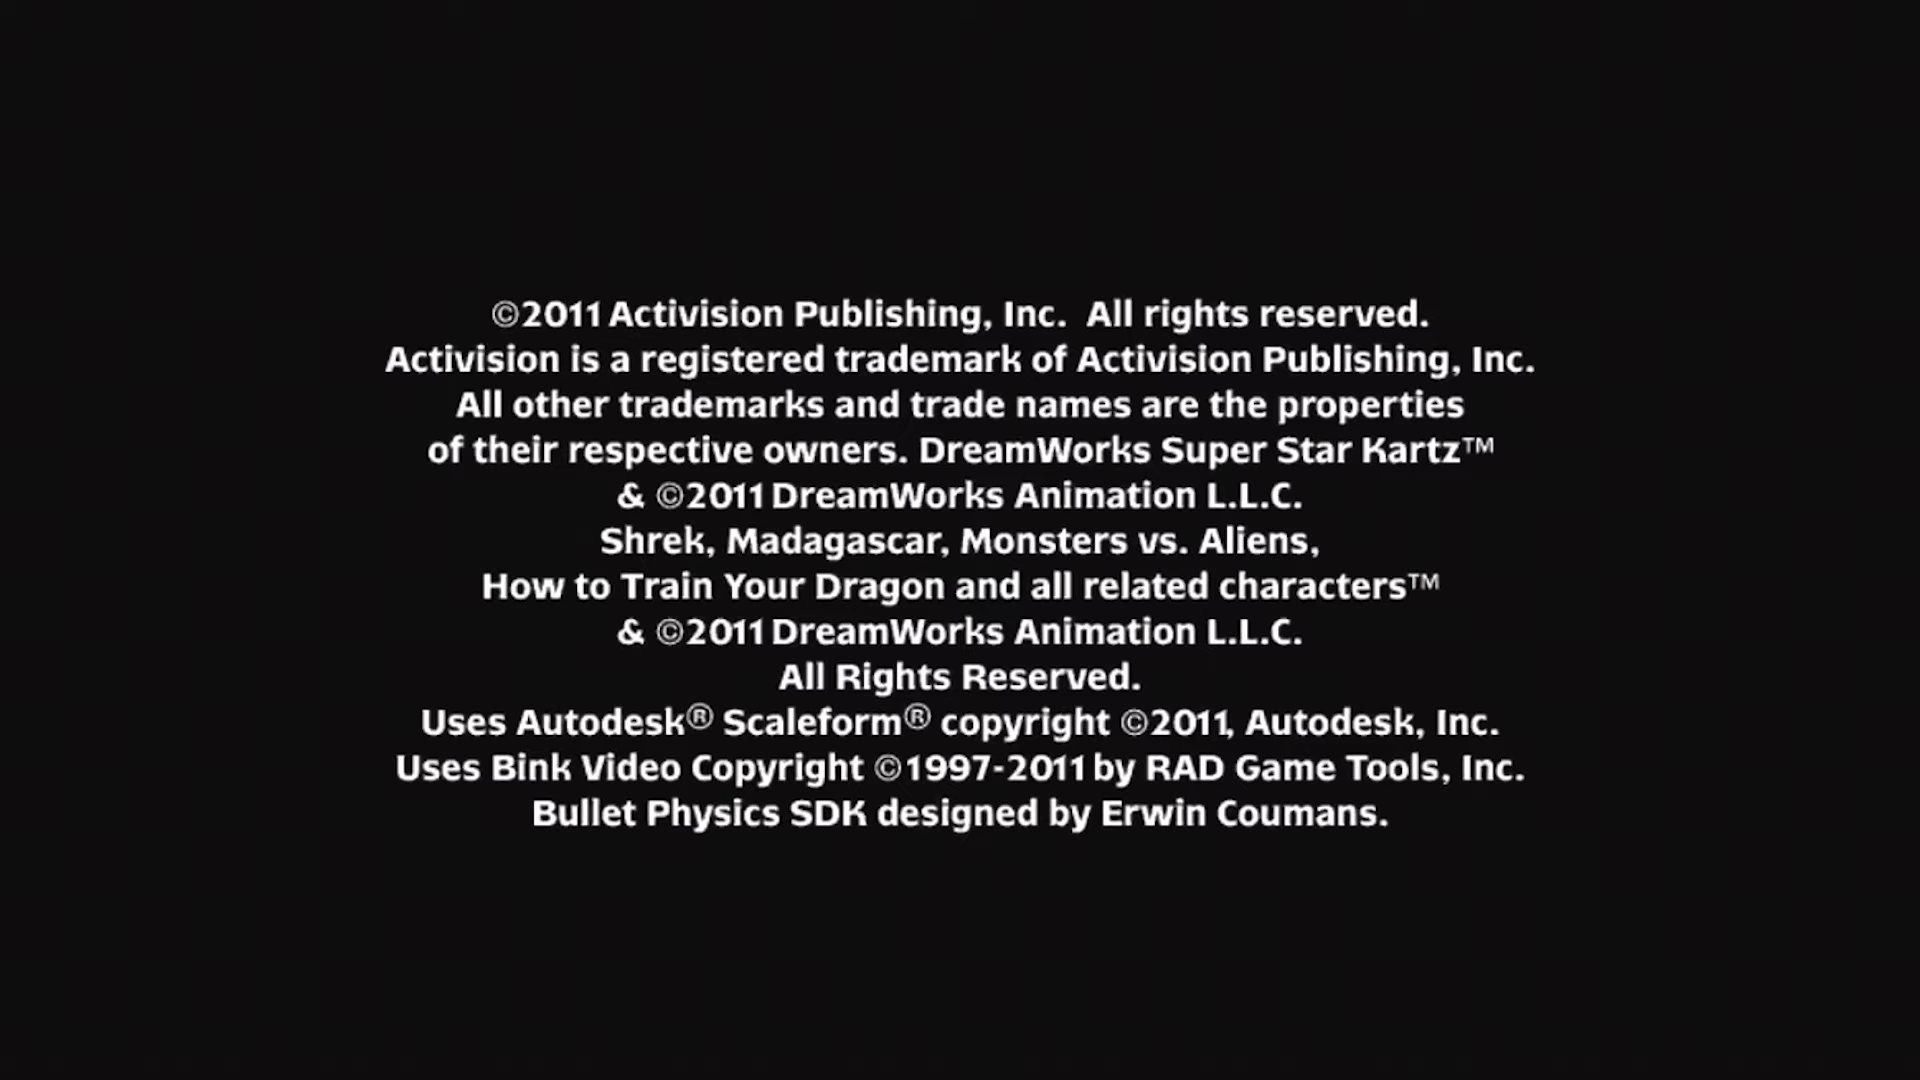 ©2011 Activision Publishing, Inc.  All rights reserved.
Activision is a registered trademark of Activision Publishing, Inc.
All other trademarks and trade names are the properties
of their respective owners. DreamWorks Super Star Kartz™
& ©2011 DreamWorks Animation L.L.C.
Shrek, Madagascar, Monsters vs. Aliens,
How to Train Your Dragon and all related characters™
& ©2011 DreamWorks Animation L.L.C.
All Rights Reserved.
Uses Autodesk® Scaleform® copyright ©2011, Autodesk, Inc.
Uses Bink Video Copyright ©1997-2011 by RAD Game Tools, Inc.
Bullet Physics SDK designed by Erwin Coumans.